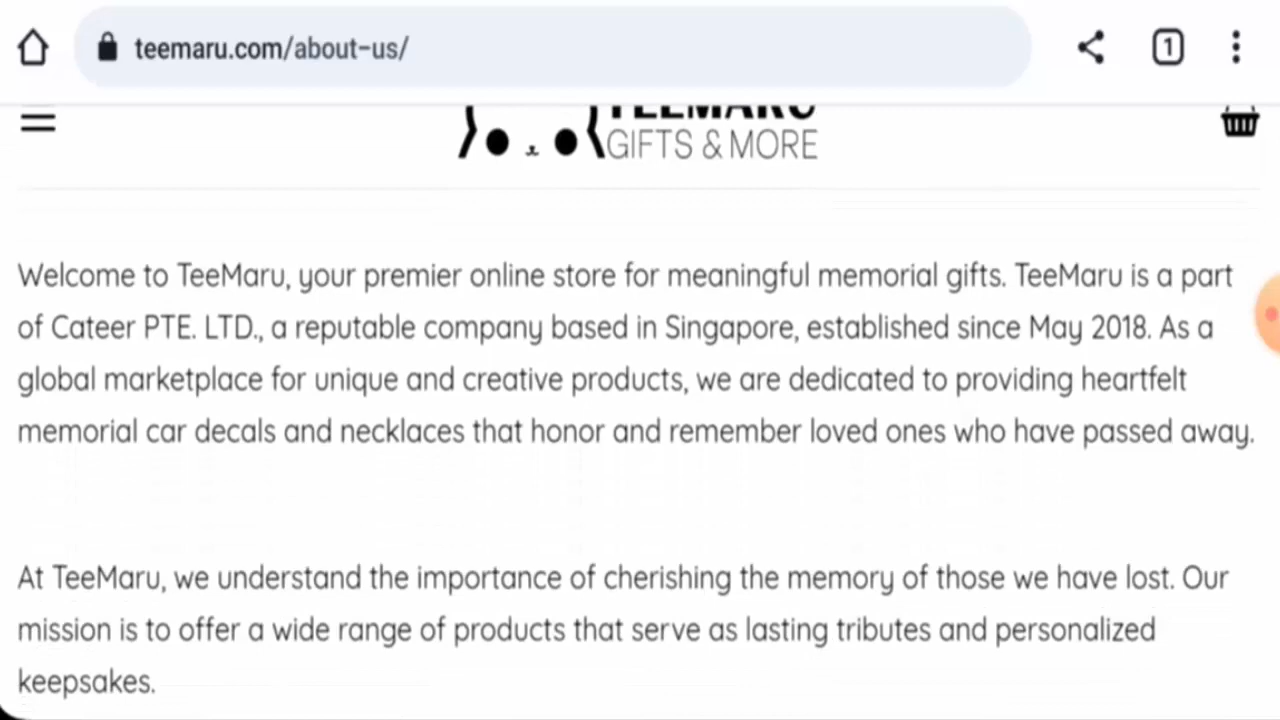 teemaru.com/about-us/
1
TEEMARU
GIFTS & MORE
Welcome to TeeMaru, your premier online store for meaningful memorial gifts. TeeMaru is a part
of Cateer PTE. LTD., a reputable company based in Singapore, established since May 2018. As a
global marketplace for unique and creative products, we are dedicated to providing heartfelt
memorial car decals and necklaces that honor and remember loved ones who have passed away.
At TeeMaru, we understand the importance of cherishing the memory of those we have lost. Our
mission is to offer a wide range of products that serve as lasting tributes and personalized
keepsakes.